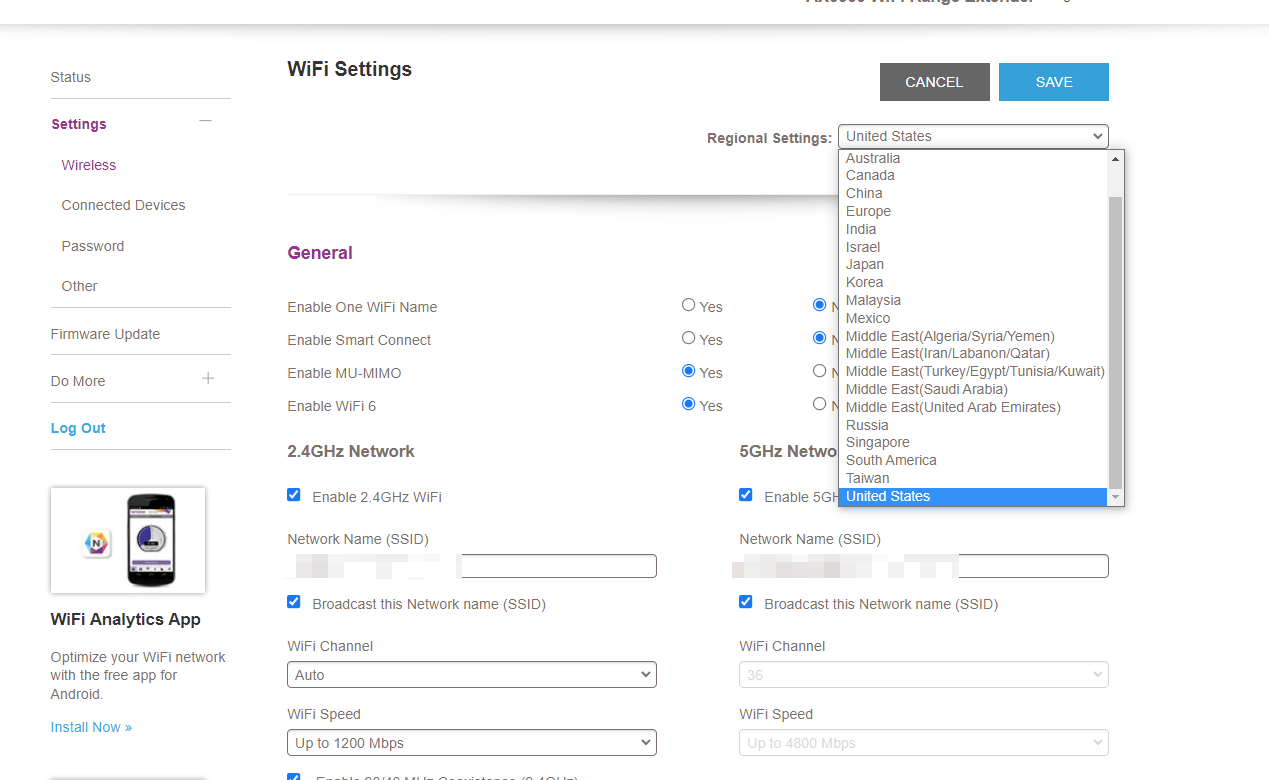 WiFi Range Extender
Status
Settings
Wireless
Connected Devices
Password
Other
Firmware Update
Do More
Log Out
WiFi Analytics App
Optimize your WiFi network
with the free app for
Android.
Install Now »
WiFi Settings
CANCEL
SAVE
Regional Settings:
United States
Australia
Canada
China
Europe
India
Israel
Japan
Korea
Malaysia
Mexico
Middle East(Algeria/Syria/Yemen)
Middle East(Iran/Labanon/Qatar)
Middle East(Turkey/Egypt/Tunisia/Kuwait)
Middle East(Saudi Arabia)
Middle East(United Arab Emirates)
Russia
Singapore
South America
Taiwan
United States
General
Enable One WiFi Name Yes N
Enable Smart Connect Yes N
Enable MU-MIMO Yes N
Enable WiFi 6 Yes N
2.4GHz Network
Enable 2.4GHz WiFi
Network Name (SSID)
Broadcast this Network name (SSID)
WiFi Channel
Auto
WiFi Speed
Up to 1200 Mbps
5GHz Netwo
Enable 5GH
Network Name (SSID)
Broadcast this Network name (SSID)
WiFi Channel
36
WiFi Speed
Up to 4800 Mbps